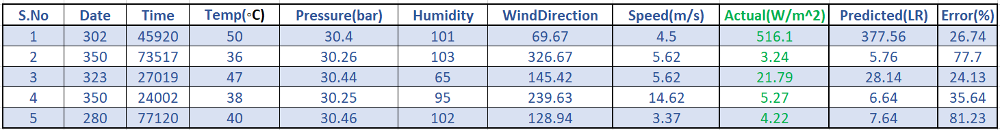 S.No Date Time Temp(◦C) Pressure(bar) Humidity WindDirection Speed(m/s) Actual(W/m^2) Predicted(LR) Error(%)
1 302 45920 50 30.4 101 69.67 4.5 516.1 377.56 26.74
2 350 73517 36 30.26 103 326.67 5.62 3.24 5.76 77.7
3 323 27019 47 30.44 65 145.42 5.62 21.79 28.14 24.13
4 350 24002 38 30.25 95 239.63 14.62 5.27 6.64 35.64
5 280 77120 40 30.46 102 128.94 3.37 4.22 7.64 81.23